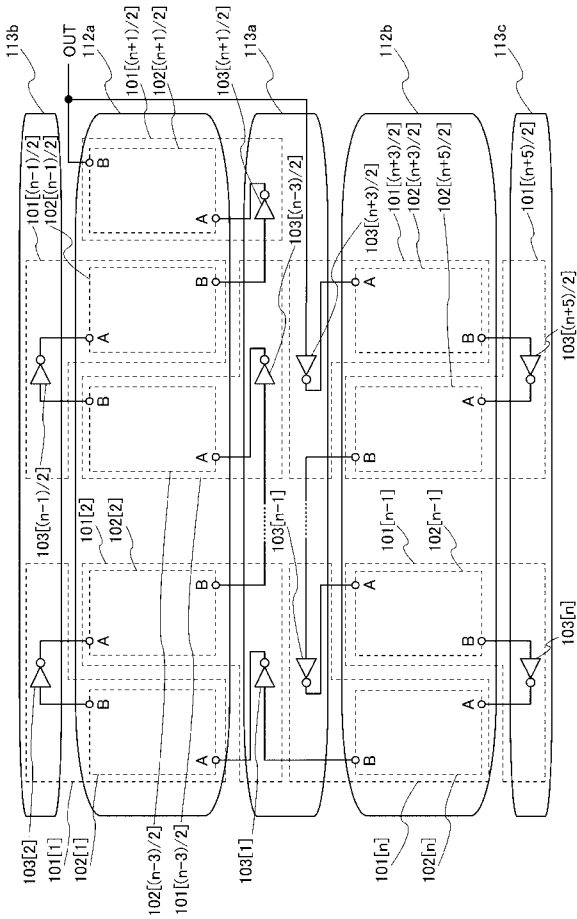 113b
OUT
112a
101[(n+1)/2]
102[(n+1)/2]
113a
103[(n+1)/2]
112b
113c
101[(n-1)/2]
102[(n-1)/2]
103[(n-3)/2]
103[(n+3)/2]
101[(n+3)/2]
102[(n+3)/2]
102[(n+5)/2]
101[(n+5)/2]
B
A
B
A
B
A
A
B
B
A
103[(n-1)/2]
103[(n+5)/2]
101[2]
102[2]
103[n-1]
101[n-1]
102[n-1]
A
B
B
A
A
B
B
A
103[n]
103[2]
101[1]
102[1]
102[(n-3)/2]
101[(n-3)/2]
103[1]
101[n]
102[n]